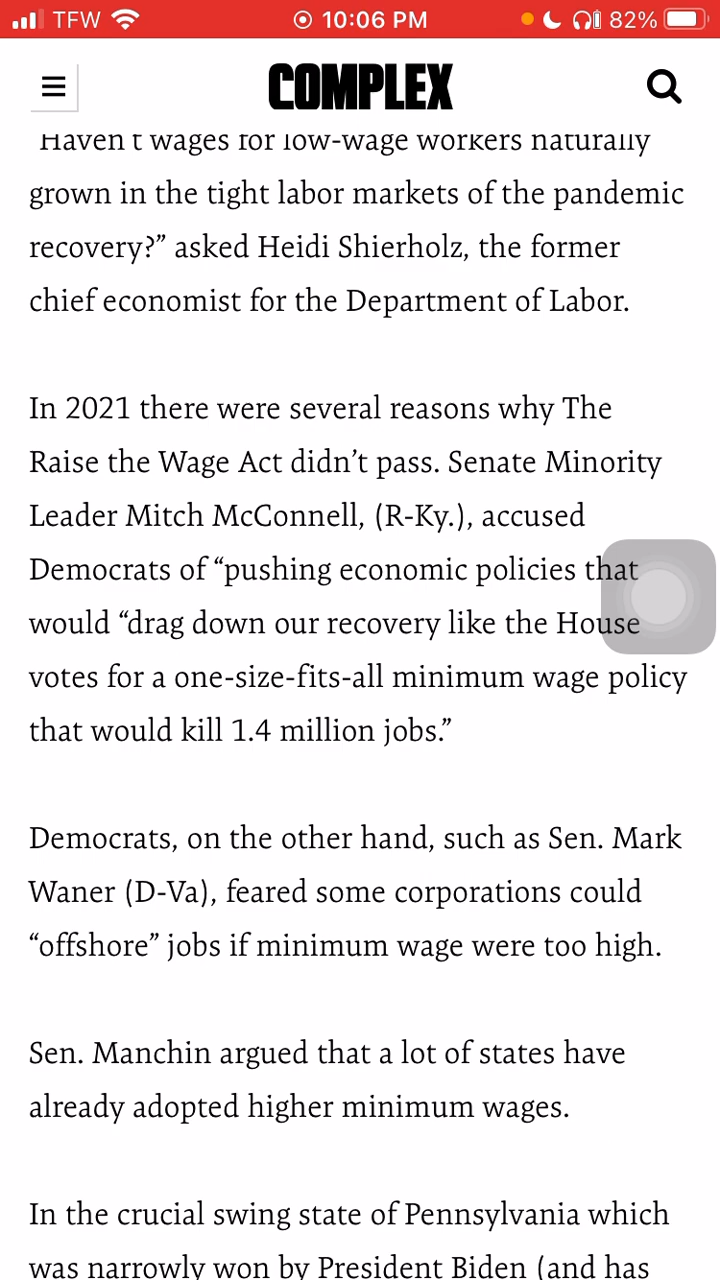 TFW 10:06 PM 82%
COMPLEX
"Haven't wages for low-wage workers naturally
grown in the tight labor markets of the pandemic
recovery?” asked Heidi Shierholz, the former
chief economist for the Department of Labor.
In 2021 there were several reasons why The
Raise the Wage Act didn’t pass. Senate Minority
Leader Mitch McConnell, (R-Ky.), accused
Democrats of “pushing economic policies that
would “drag down our recovery like the House
votes for a one-size-fits-all minimum wage policy
that would kill 1.4 million jobs.”
Democrats, on the other hand, such as Sen. Mark
Waner (D-Va), feared some corporations could
“offshore” jobs if minimum wage were too high.
Sen. Manchin argued that a lot of states have
already adopted higher minimum wages.
In the crucial swing state of Pennsylvania which
was narrowly won by President Biden (and has